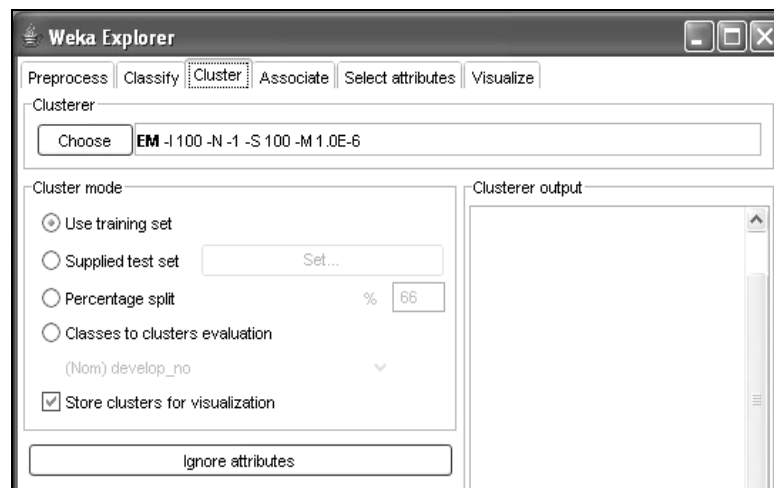 Weka Explorer
Preprocess Classify Cluster Associate Select attributes Visualize
Clusterer
Choose EM -I 100 -N -1 -S 100 -M 1.0E-6
Cluster mode
Use training set
Supplied test set Set...
Percentage split % 66
Classes to clusters evaluation
(Nom) develop_no
Store clusters for visualization
Ignore attributes
Clusterer output